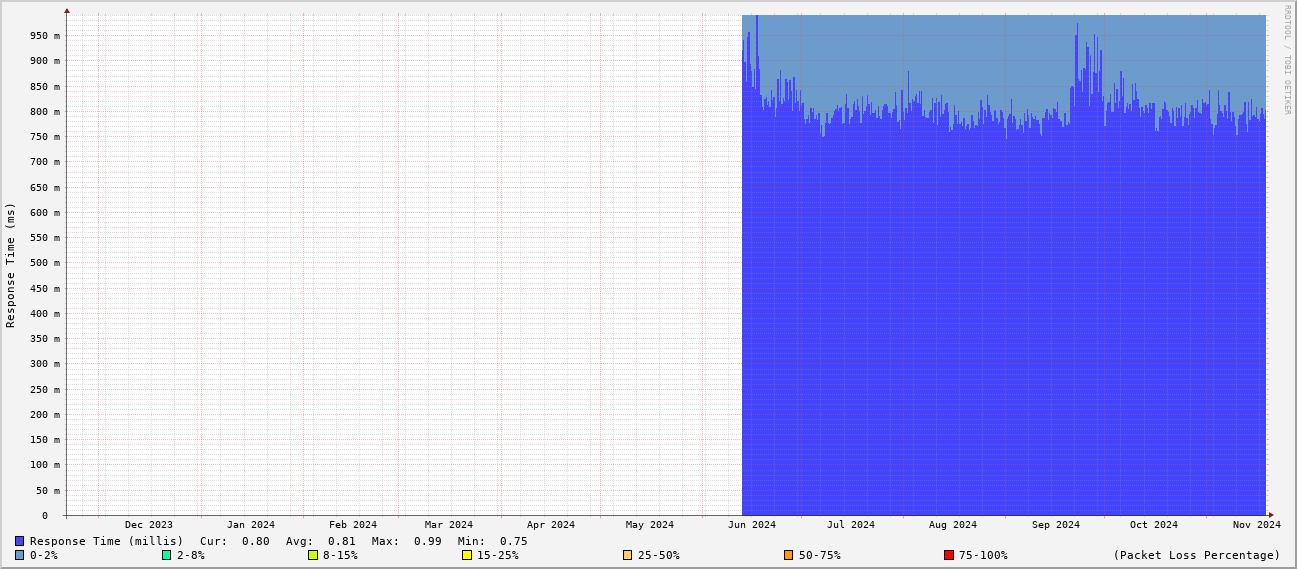 RRDTOOL / TOBI OETIKER
Response Time (ms)
950 m
900 m
850 m
800 m
750 m
700 m
650 m
600 m
550 m
500 m
450 m
400 m
350 m
300 m
250 m
200 m
150 m
100 m
50 m
0
Dec 2023 Jan 2024 Feb 2024 Mar 2024 Apr 2024 May 2024 Jun 2024 Jul 2024 Aug 2024 Sep 2024 Oct 2024 Nov 2024
Response Time (millis) Cur: 0.80 Avg: 0.81 Max: 0.99 Min: 0.75
0-2% 2-8% 8-15% 15-25% 25-50% 50-75% 75-100% (Packet Loss Percentage)